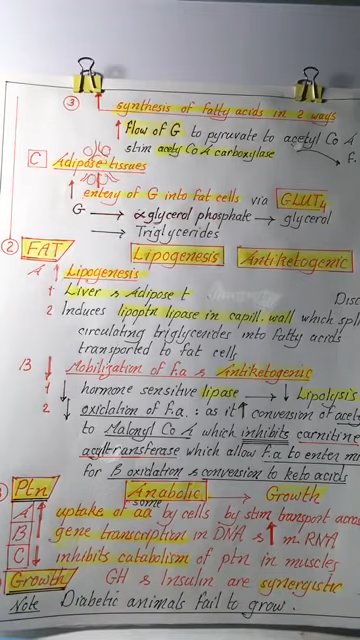 ③ ↑ synthesis of fatty acids in 2 ways
↑ flow of G to pyruvate to acetyl Co A
stim acety Co A carboxylase
F.
C Adipose tissues
↑ entery of G into fat cells via GLUT4
G → α glycerol phosphate → glycerol
→ Triglycerides
② FAT Lipogenesis Antiketogenic
A ↑ Lipogenesis
1 Liver & Adipose t
Disc
2 Induces lipoptn lipase in capill. wall which spl
circulating triglycerides into fatty acids
transported to fat cells
B ↓ Mobilization of F.a & Antiketogenic
1 ↓ hormone sensitive lipase → ↓ Lipolysis
2 ↓ oxidation of F.a. : as it ↑ conversion of acety
to Malonyl Co A which inhibits carnitine
acyltransferase which allow F.a to enter mi
for B oxidation & conversion to keto acids
Ptn Anabolic → Growth
A ↑ uptake of some aa by cells by stim transport across
B ↑ gene transcription in DNA & ↑ m. RNA
C ↓ inhibits catabolism of ptn in muscles
Growth GH & Insulin are synergistic
Note Diabetic animals fail to grow.